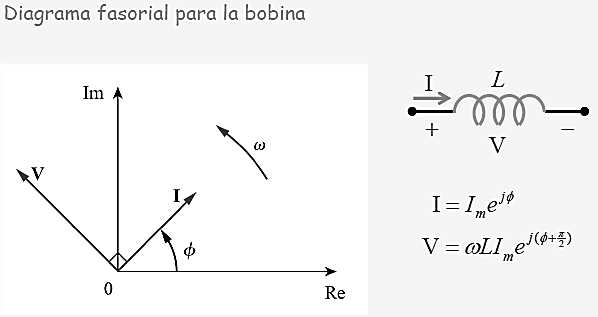 Diagrama fasorial para la bobina
Im
V
I
ω
ϕ
0
Re
I
L
+
V
−
I = I_m e^{jϕ}
V = ωLI_m e^{j(ϕ+π/2)}